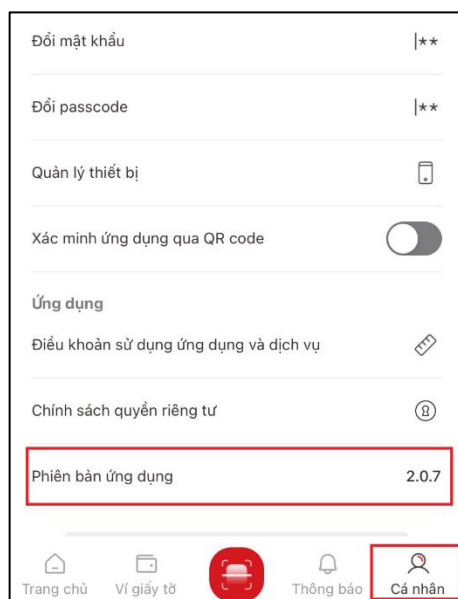 Đổi mật khẩu |**
Đổi passcode |**
Quản lý thiết bị
Xác minh ứng dụng qua QR code
Ứng dụng
Điều khoản sử dụng ứng dụng và dịch vụ
Chính sách quyền riêng tư
Phiên bản ứng dụng 2.0.7
Trang chủ Ví giấy tờ Thông báo Cá nhân